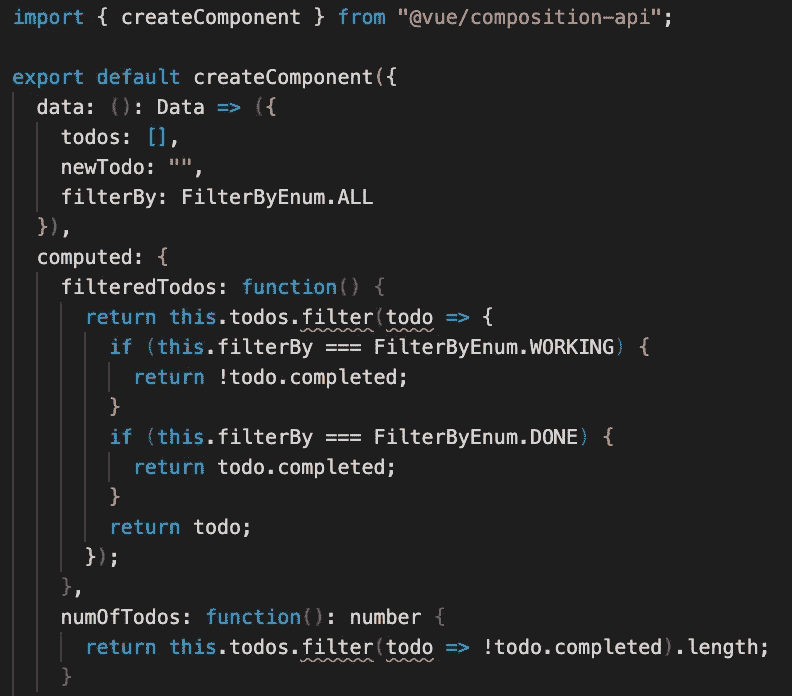 import { createComponent } from "@vue/composition-api";
export default createComponent({
data: (): Data => ({
todos: [],
newTodo: "",
filterBy: FilterByEnum.ALL
}),
computed: {
filteredTodos: function() {
return this.todos.filter(todo => {
if (this.filterBy === FilterByEnum.WORKING) {
return !todo.completed;
}
if (this.filterBy === FilterByEnum.DONE) {
return todo.completed;
}
return todo;
});
},
numOfTodos: function(): number {
return this.todos.filter(todo => !todo.completed).length;
}